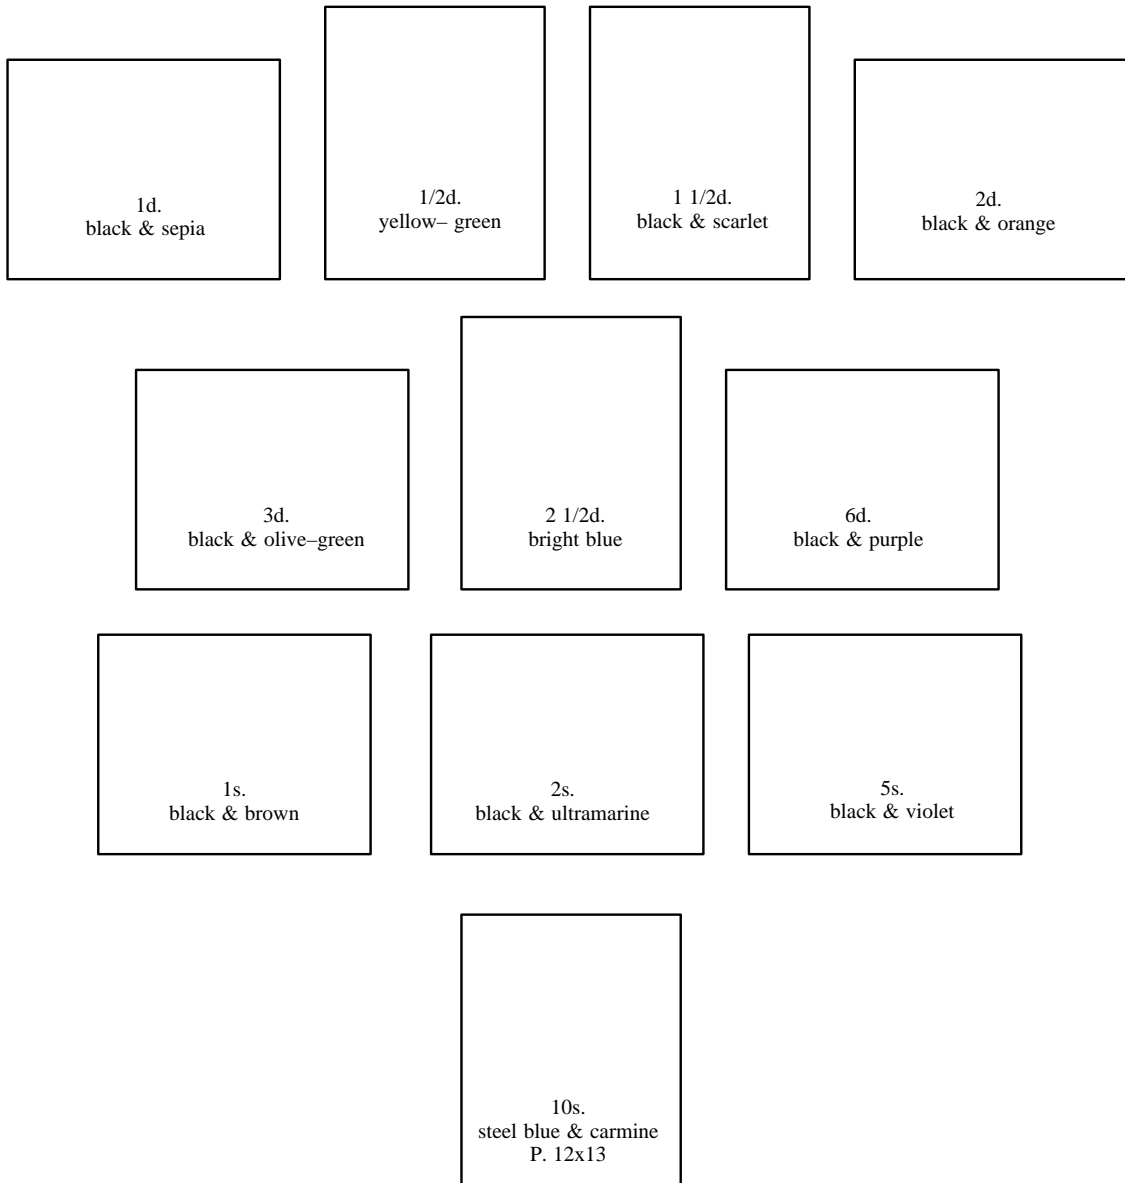 1d.
black & sepia
1/2d.
yellow– green
1 1/2d.
black & scarlet
2d.
black & orange
3d.
black & olive–green
2 1/2d.
bright blue
6d.
black & purple
1s.
black & brown
2s.
black & ultramarine
5s.
black & violet
10s.
steel blue & carmine
P. 12x13